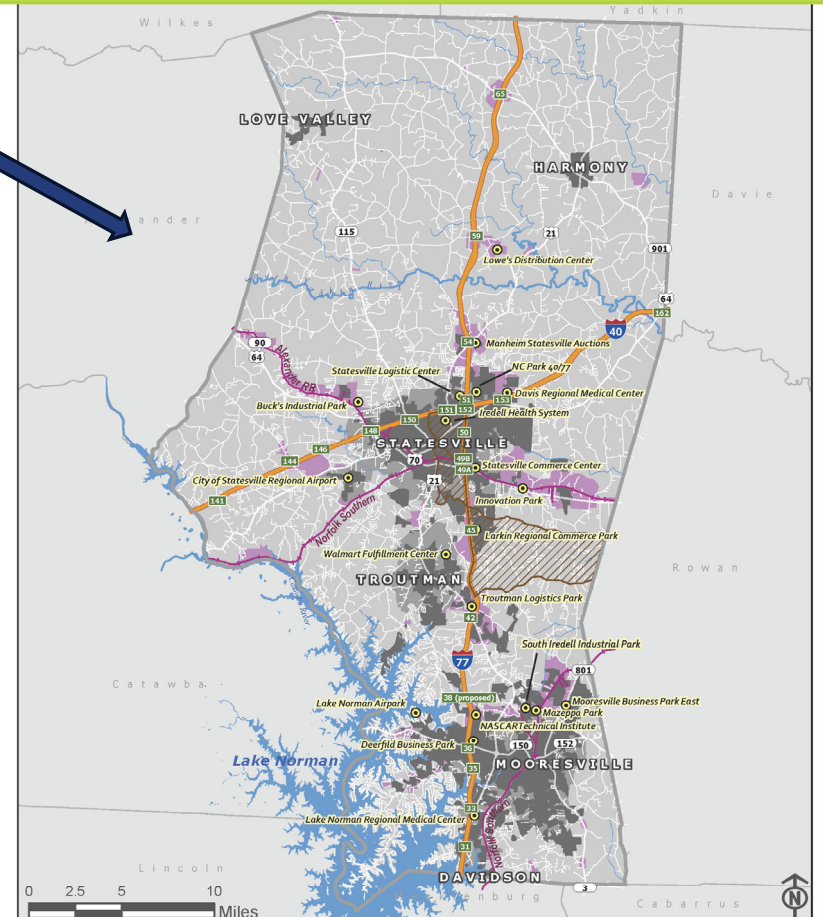 Wilkes
Yadkin
65
LOVE VALLEY
HARMONY
Davie
ander
115
59
21
901
Lowe's Distribution Center
64
162
40
90
64
Alexander RR
54
Manheim Statesville Auctions
Statesville Logistic Center
NC Park 40/77
Davis Regional Medical Center
Buck's Industrial Park
51
153
151
152
150
Iredell Health System
148
50
STATESVILLE
146
144
70
49B
49A
Statesville Commerce Center
City of Statesville Regional Airport
21
Innovation Park
141
Norfolk Southern
45
Larkin Regional Commerce Park
Walmart Fulfillment Center
Rowan
TROUTMAN
Troutman Logistics Park
42
South Iredell Industrial Park
77
801
Catawba
38 (proposed)
Lake Norman Airpark
Mooresville Business Park East
Mazeppa Park
NASCARTechnical Institute
Deerfild Business Park
36
150
152
Lake Norman
35
MOORESVILLE
33
Lake Norman Regional Medical Center
Norfolk Southern
31
Lincoln
DAVIDSON
3
enburg
Cabarrus
0 2.5 5 10
Miles
N